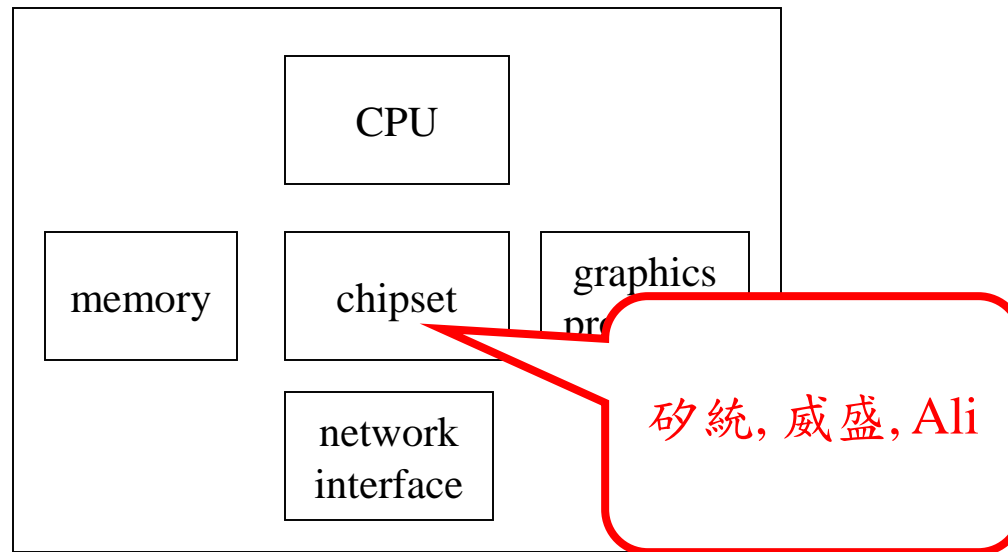 CPU
memory
chipset
graphics
network
interface
矽統, 威盛, Ali